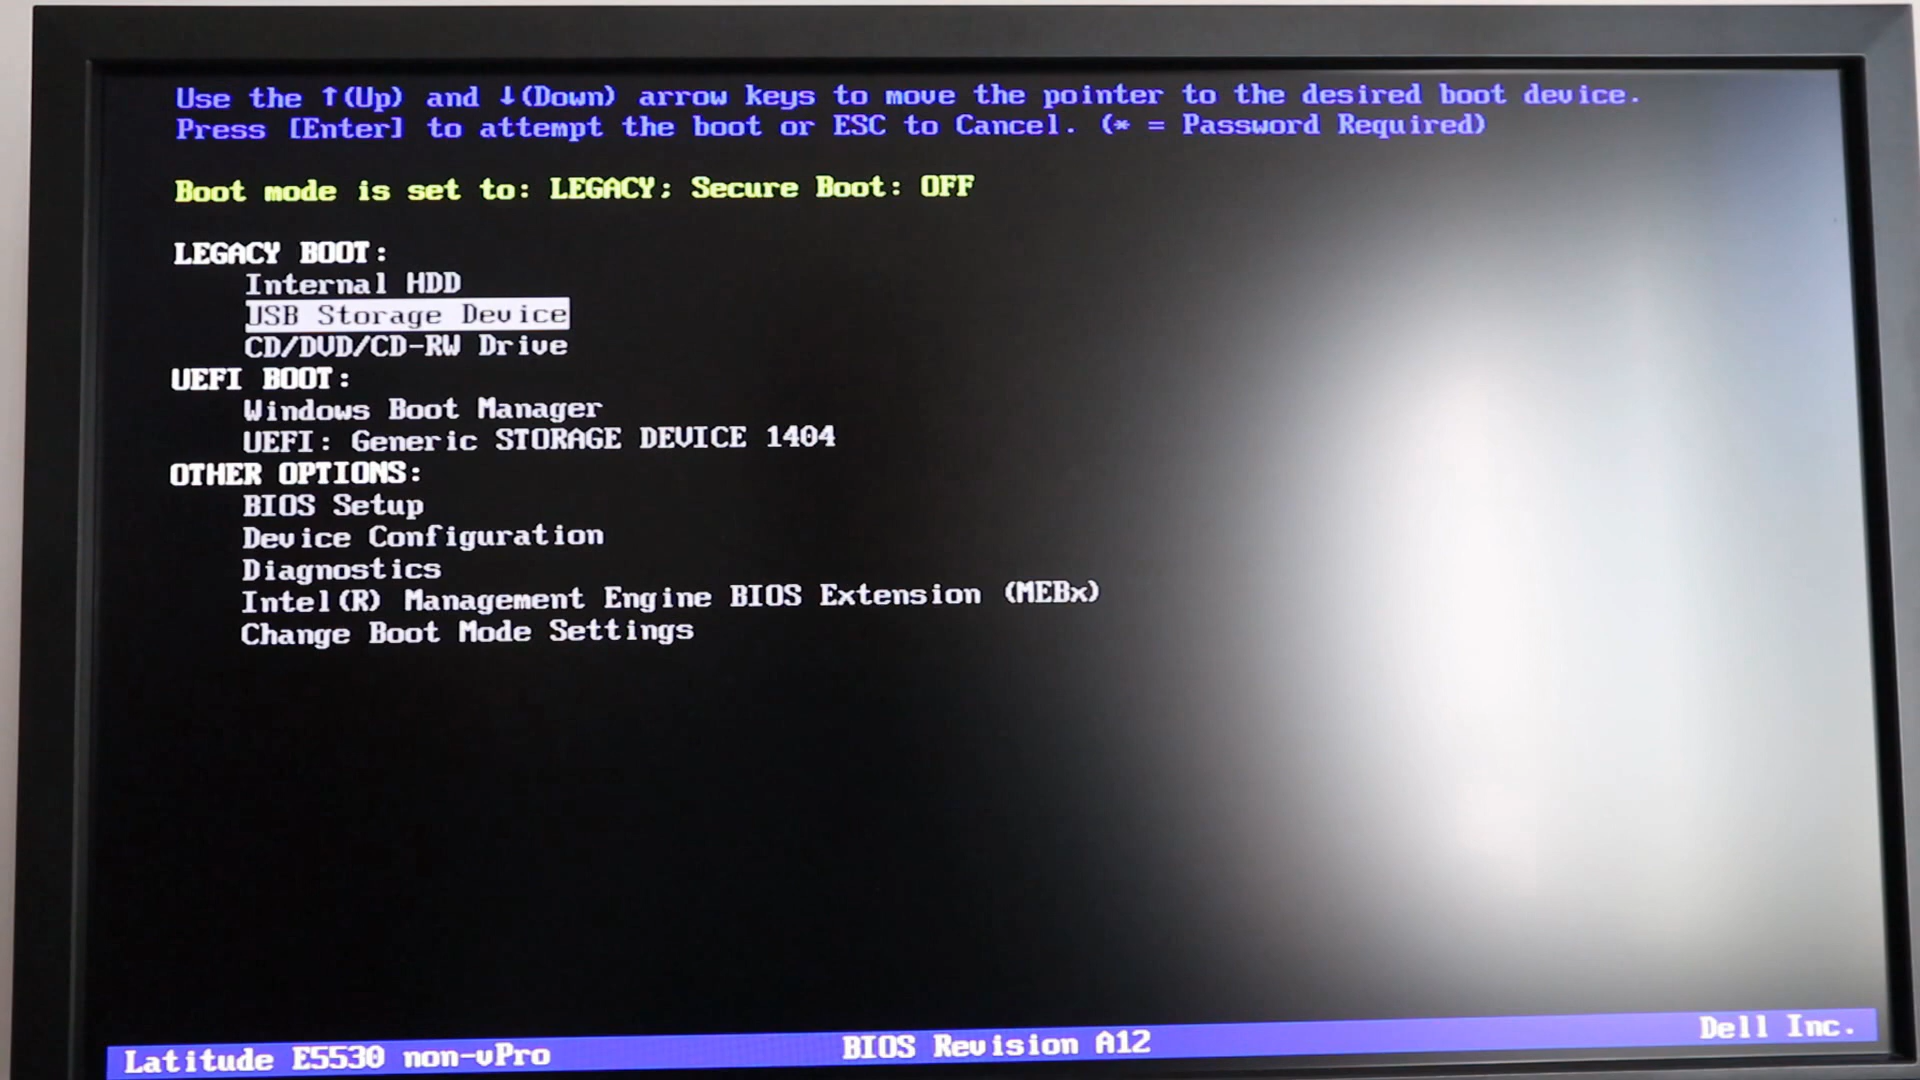 Use the ↑(Up) and ↓(Down) arrow keys to move the pointer to the desired boot device.
Press [Enter] to attempt the boot or ESC to Cancel. (* = Password Required)
Boot mode is set to: LEGACY; Secure Boot: OFF
LEGACY BOOT:
Internal HDD
USB Storage Device
CD/DVD/CD-RW Drive
UEFI BOOT:
Windows Boot Manager
UEFI: Generic STORAGE DEVICE 1404
OTHER OPTIONS:
BIOS Setup
Device Configuration
Diagnostics
Intel(R) Management Engine BIOS Extension (MEBx)
Change Boot Mode Settings
Latitude E5530 non-vPro BIOS Revision A12 Dell Inc.